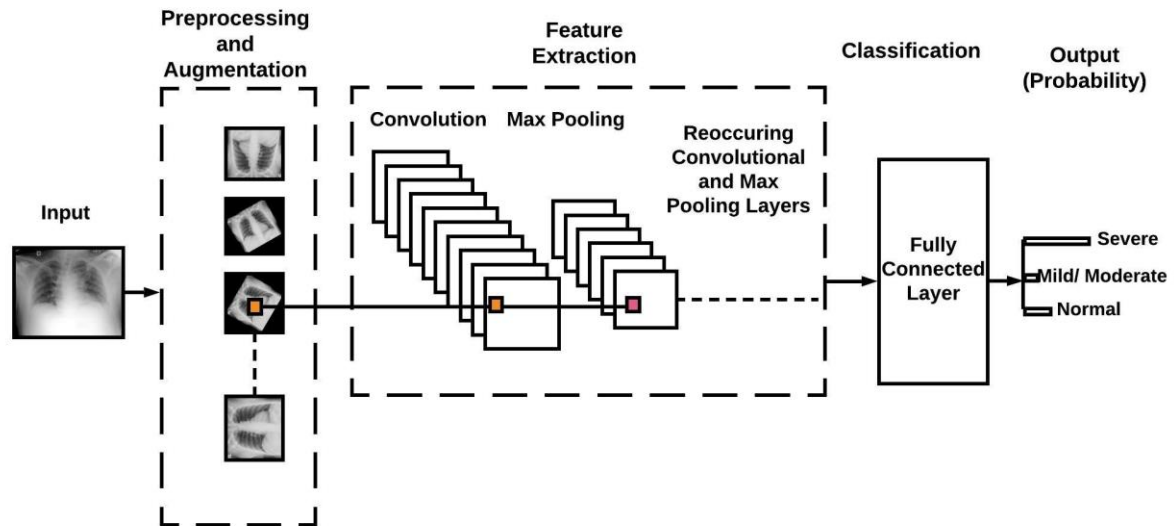 Preprocessing
and
Augmentation
Feature
Extraction
Classification
Output
(Probability)
Input
Convolution
Max Pooling
Reoccuring
Convolutional
and Max
Pooling Layers
Fully
Connected
Layer
Severe
Mild/ Moderate
Normal